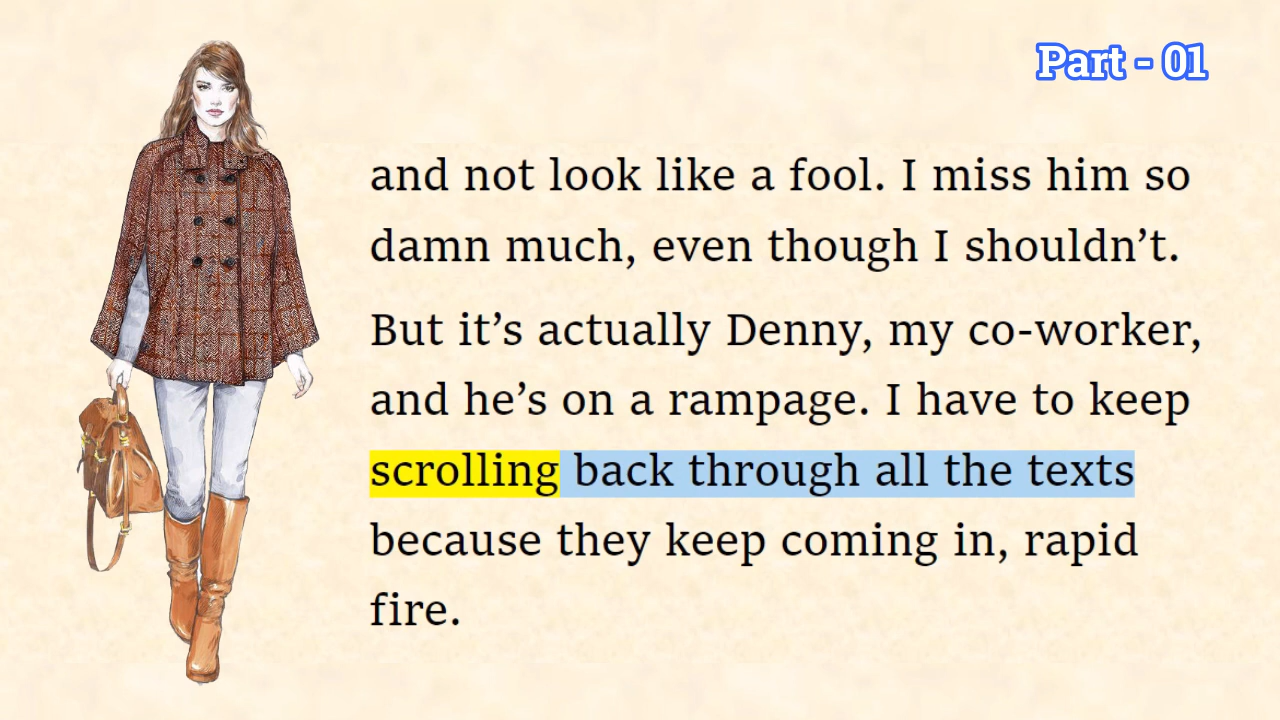 Part - 01
and not look like a fool. I miss him so
damn much, even though I shouldn’t.
But it’s actually Denny, my co-worker,
and he’s on a rampage. I have to keep
scrolling back through all the texts
because they keep coming in, rapid
fire.